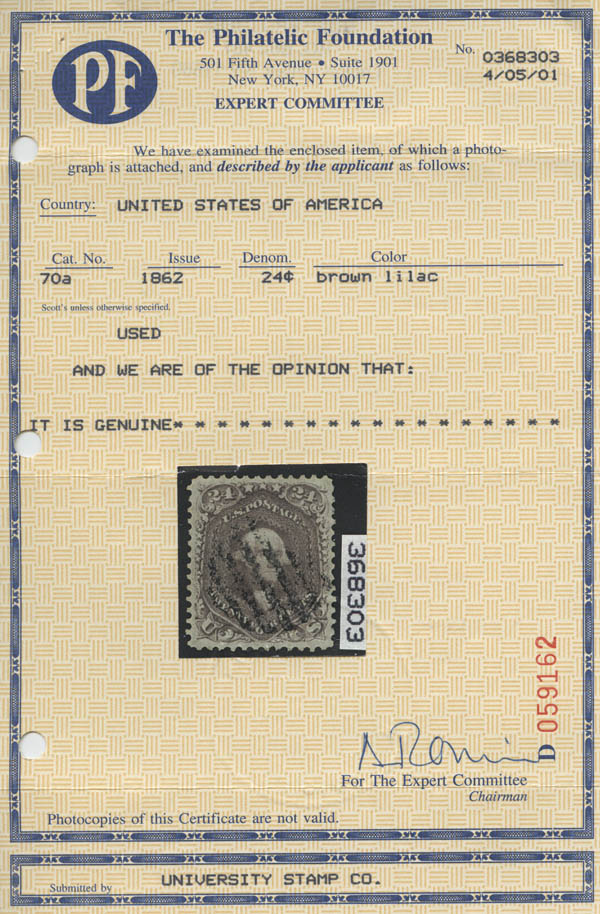 PF
The Philatelic Foundation
501 Fifth Avenue • Suite 1901
New York, NY 10017
EXPERT COMMITTEE
No. 0368303
4/05/01
We have examined the enclosed item, of which a photo-
graph is attached, and described by the applicant as follows:
Country: UNITED STATES OF AMERICA
Cat. No. Issue Denom. Color
70a 1862 24¢ brown lilac
Scott's unless otherwise specified.
USED
AND WE ARE OF THE OPINION THAT:
IT IS GENUINE* * * * * * * * * * * * * * * * * *
24 24
U.S. POSTAGE
368303
D 059162
For The Expert Committee
Chairman
Photocopies of this Certificate are not valid.
Submitted by UNIVERSITY STAMP CO.